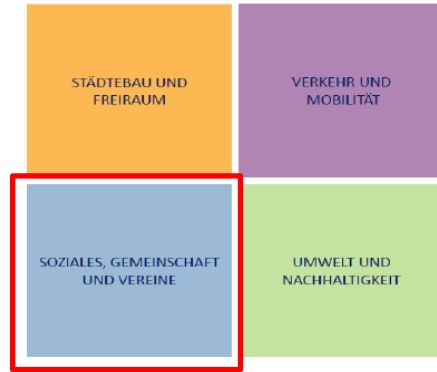 STÄDTEBAU UND
FREIRAUM
VERKEHR UND
MOBILITÄT
SOZIALES, GEMEINSCHAFT
UND VEREINE
UMWELT UND
NACHHALTIGKEIT